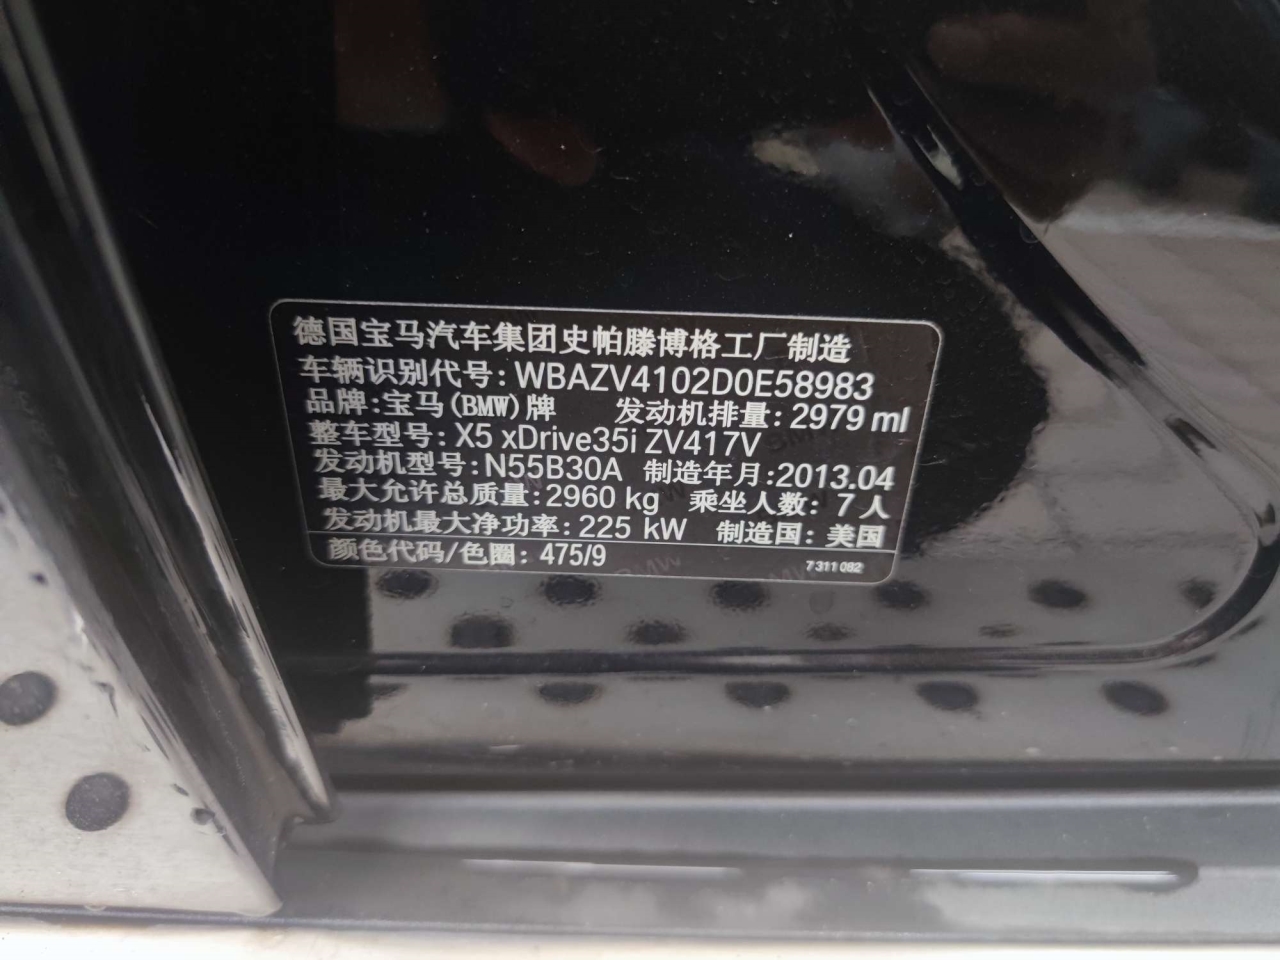 德国宝马汽车集团史帕滕博格工厂制造
车辆识别代号: WBAZV4102D0E58983
品牌:宝马(BMW)牌 发动机排量: 2979 ml
整车型号: X5 xDrive35i ZV417V
发动机型号: N55B30A 制造年月:2013.04
最大允许总质量: 2960 kg 乘坐人数: 7人
发动机最大净功率: 225 kW 制造国: 美国
颜色代码/色圈: 475/9 7311082